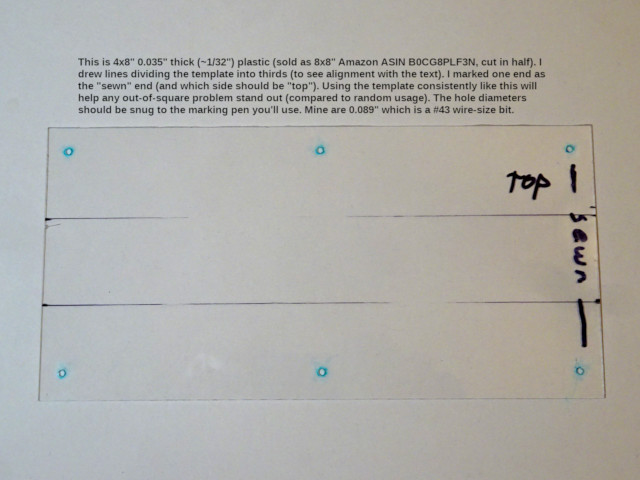 This is 4x8" 0.035" thick (~1/32") plastic (sold as 8x8" Amazon ASIN B0CG8PLF3N, cut in half). I
drew lines dividing the template into thirds (to see alignment with the text). I marked one end as
the "sewn" end (and which side should be "top"). Using the template consistently like this will
help any out-of-square problem stand out (compared to random usage). The hole diameters
should be snug to the marking pen you'll use. Mine are 0.089" which is a #43 wire-size bit.
Top
sewn